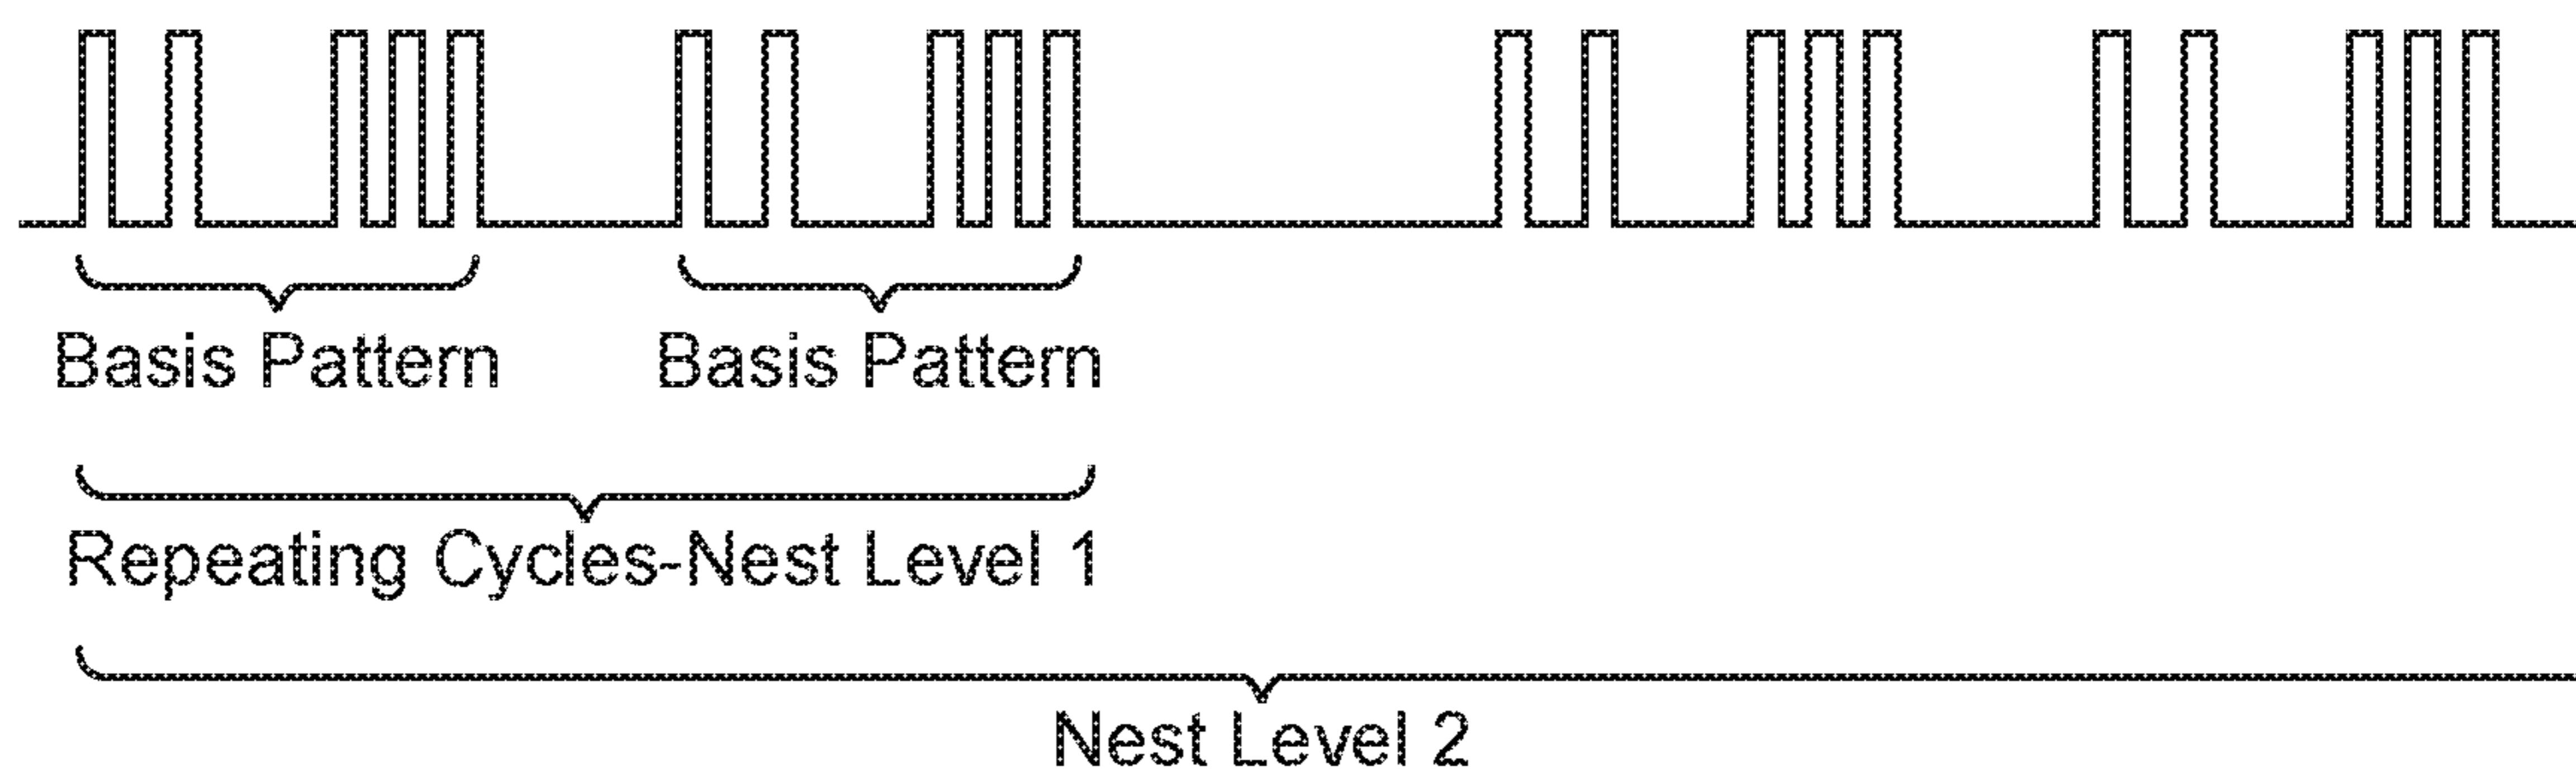 Basis Pattern Basis Pattern
Repeating Cycles-Nest Level 1
Nest Level 2